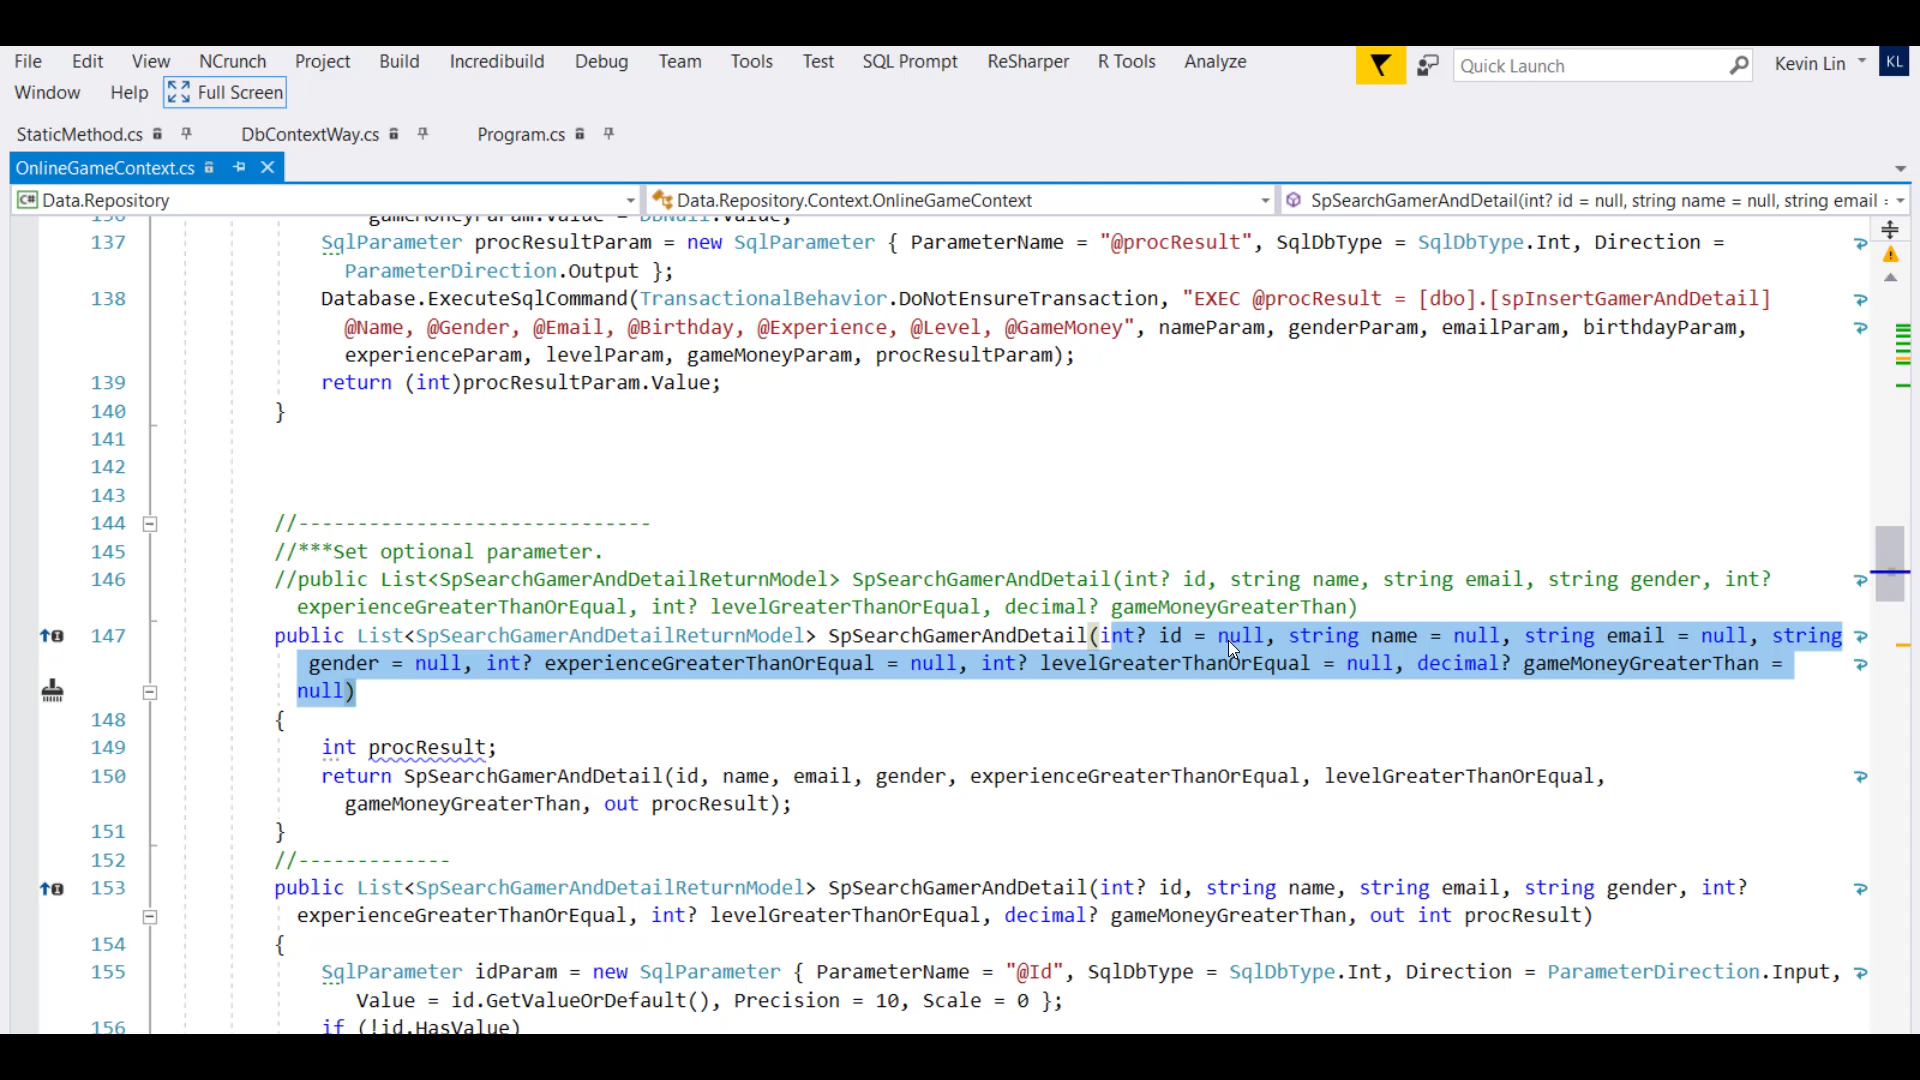 File Edit View NCrunch Project Build Incredibuild Debug Team Tools Test SQL Prompt ReSharper R Tools Analyze Quick Launch Kevin Lin KL
Window Help Full Screen
StaticMethod.cs DbContextWay.cs Program.cs
OnlineGameContext.cs
C# Data.Repository Data.Repository.Context.OnlineGameContext SpSearchGamerAndDetail(int? id = null, string name = null, string email :
136 gameMoneyParam.Value = DBNull.Value;
137 SqlParameter procResultParam = new SqlParameter { ParameterName = "@procResult", SqlDbType = SqlDbType.Int, Direction =
ParameterDirection.Output };
138 Database.ExecuteSqlCommand(TransactionalBehavior.DoNotEnsureTransaction, "EXEC @procResult = [dbo].[spInsertGamerAndDetail]
@Name, @Gender, @Email, @Birthday, @Experience, @Level, @GameMoney", nameParam, genderParam, emailParam, birthdayParam,
experienceParam, levelParam, gameMoneyParam, procResultParam);
139 return (int)procResultParam.Value;
140 }
141
142
143
144 //------------------------------
145 //***Set optional parameter.
146 //public List<SpSearchGamerAndDetailReturnModel> SpSearchGamerAndDetail(int? id, string name, string email, string gender, int?
experienceGreaterThanOrEqual, int? levelGreaterThanOrEqual, decimal? gameMoneyGreaterThan)
147 public List<SpSearchGamerAndDetailReturnModel> SpSearchGamerAndDetail(int? id = null, string name = null, string email = null, string
gender = null, int? experienceGreaterThanOrEqual = null, int? levelGreaterThanOrEqual = null, decimal? gameMoneyGreaterThan =
null)
148 {
149 int procResult;
150 return SpSearchGamerAndDetail(id, name, email, gender, experienceGreaterThanOrEqual, levelGreaterThanOrEqual,
gameMoneyGreaterThan, out procResult);
151 }
152 //-------------
153 public List<SpSearchGamerAndDetailReturnModel> SpSearchGamerAndDetail(int? id, string name, string email, string gender, int?
experienceGreaterThanOrEqual, int? levelGreaterThanOrEqual, decimal? gameMoneyGreaterThan, out int procResult)
154 {
155 SqlParameter idParam = new SqlParameter { ParameterName = "@Id", SqlDbType = SqlDbType.Int, Direction = ParameterDirection.Input,
Value = id.GetValueOrDefault(), Precision = 10, Scale = 0 };
156 if (!id.HasValue)